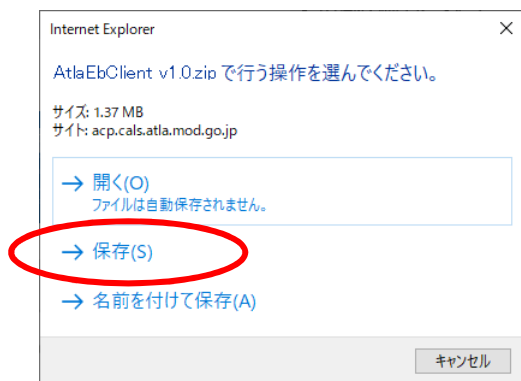 Internet Explorer
AtlaEbClient v1.0.zip で行う操作を選んでください。
サイズ: 1.37 MB
サイト: acp.cals.atla.mod.go.jp
→ 開く(O)
ファイルは自動保存されません。
→ 保存(S)
→ 名前を付けて保存(A)
キャンセル